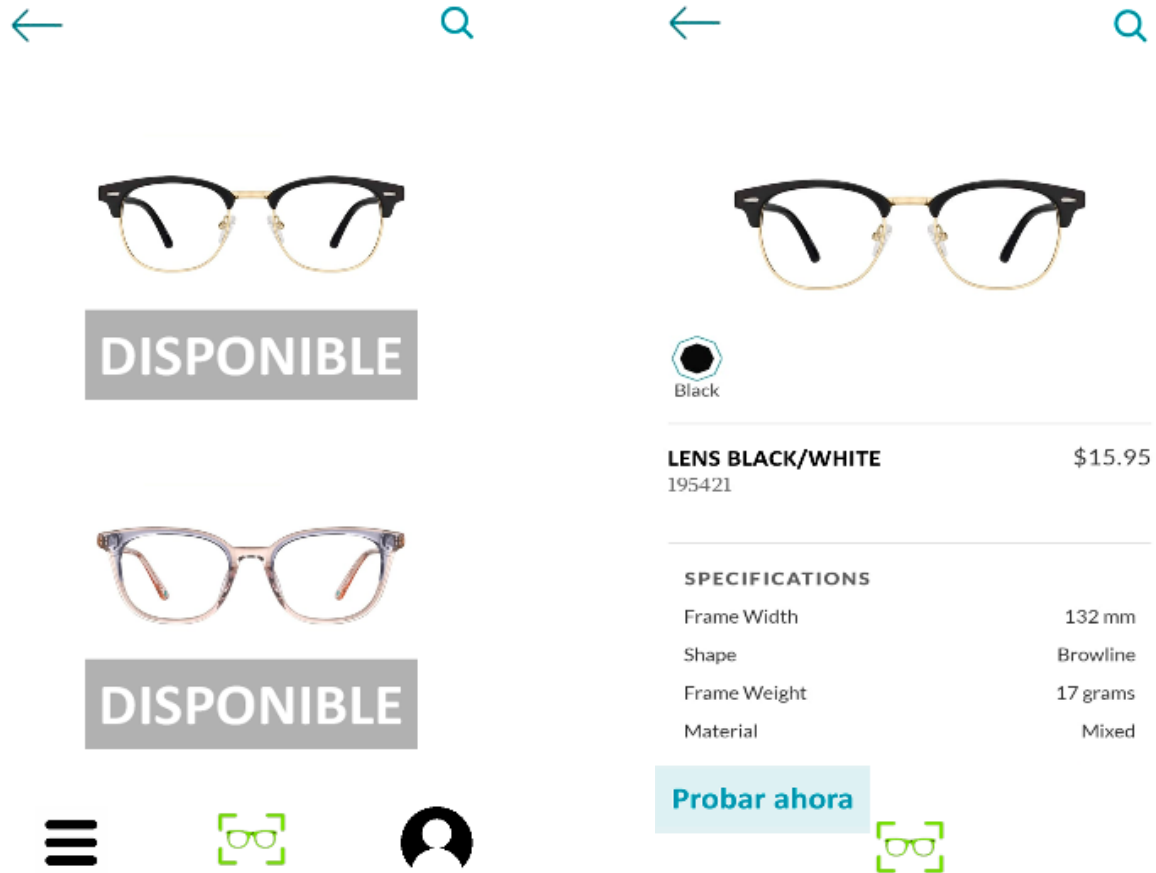 DISPONIBLE
DISPONIBLE
Black
LENS BLACK/WHITE $15.95
195421
SPECIFICATIONS
Frame Width 132 mm
Shape Browline
Frame Weight 17 grams
Material Mixed
Probar ahora